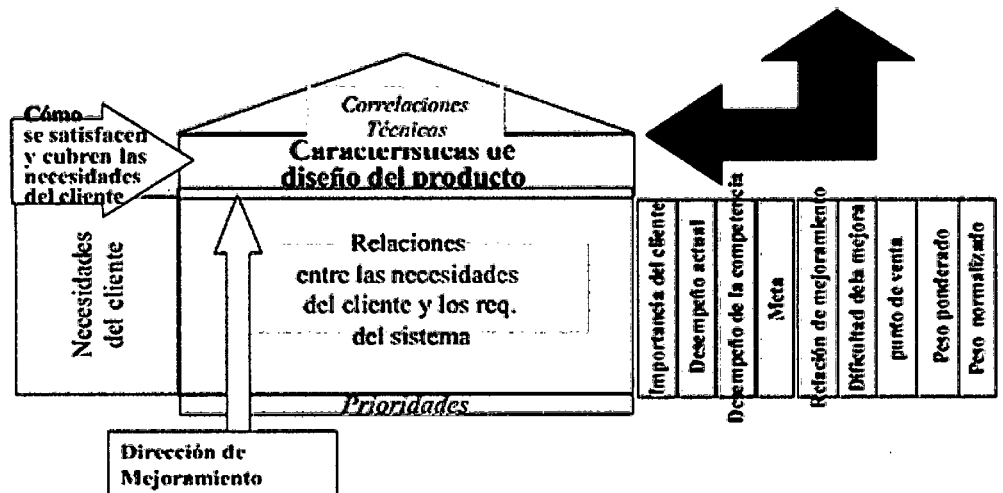 Cómo
se satisfacen
y cubren las
necesidades
del cliente
Correlaciones
Técnicas
Características de
diseño del producto
Necesidades
del cliente
Relaciones
entre las necesidades
del cliente y los req.
del sistema
Prioridades
Dirección de
Mejoramiento
Importancia del cliente
Desempeño actual
Desempeño de la competencia
Meta
Relación de mejoramiento
Dificultad dela mejora
punto de venta
Peso ponderado
Peso normalizado